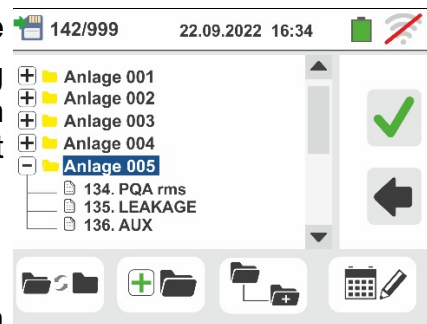 142/999 22.09.2022 16:34
Anlage 001
Anlage 002
Anlage 003
Anlage 004
Anlage 005
134. PQA rms
135. LEAKAGE
136. AUX